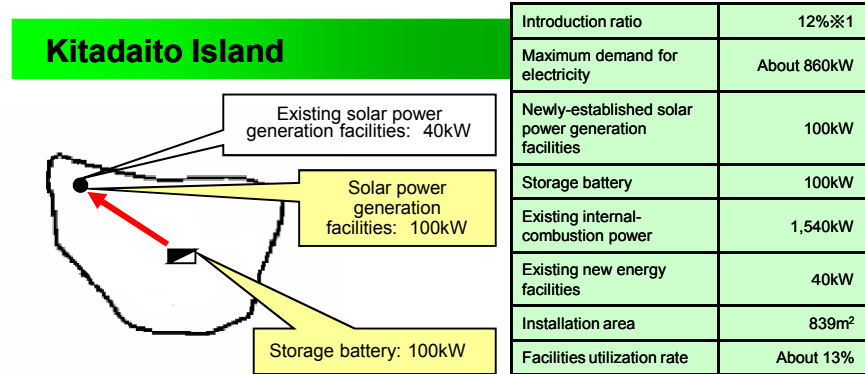 Kitadaito Island
Existing solar power
generation facilities: 40kW
Solar power
generation
facilities: 100kW
Storage battery: 100kW
Introduction ratio 12%※1
Maximum demand for
electricity About 860kW
Newly-established solar
power generation
facilities 100kW
Storage battery 100kW
Existing internal-
combustion power 1,540kW
Existing new energy
facilities 40kW
Installation area 839m²
Facilities utilization rate About 13%